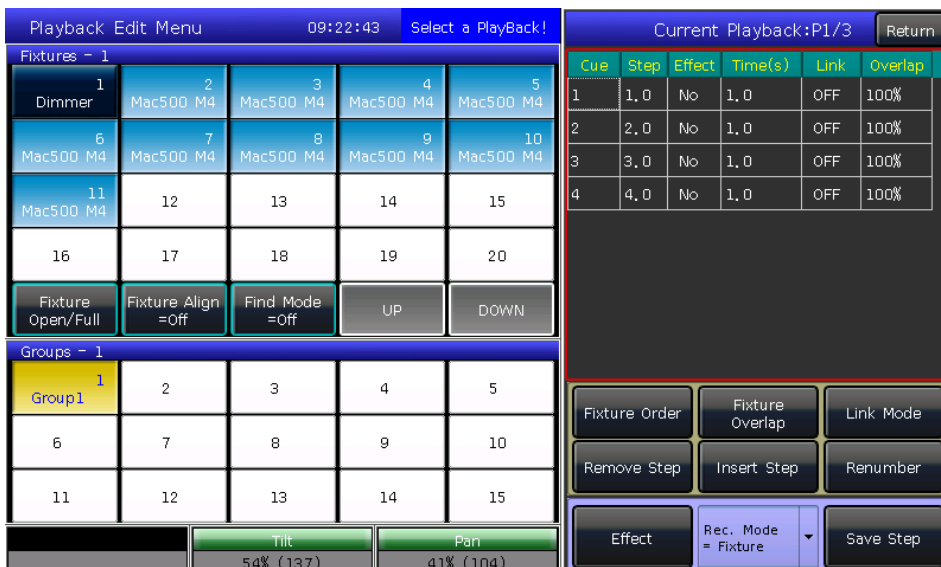 Playback Edit Menu 09:22:43 Select a PlayBack!
Fixtures - 1
1 Dimmer
2 Mac500 M4
3 Mac500 M4
4 Mac500 M4
5 Mac500 M4
6 Mac500 M4
7 Mac500 M4
8 Mac500 M4
9 Mac500 M4
10 Mac500 M4
11 Mac500 M4
12 13 14 15
16 17 18 19 20
Fixture Open/Full
Fixture Align =Off
Find Mode =Off
UP
DOWN
Groups - 1
1 Group1
2 3 4 5
6 7 8 9 10
11 12 13 14 15
Tilt Pan
54% (137) 41% (104)
Current Playback:P1/3 Return
Cue Step Effect Time(s) Link Overlap
1 1.0 No 1.0 OFF 100%
2 2.0 No 1.0 OFF 100%
3 3.0 No 1.0 OFF 100%
4 4.0 No 1.0 OFF 100%
Fixture Order
Fixture Overlap
Link Mode
Remove Step Insert Step Renumber
Effect
Rec. Mode = Fixture
Save Step